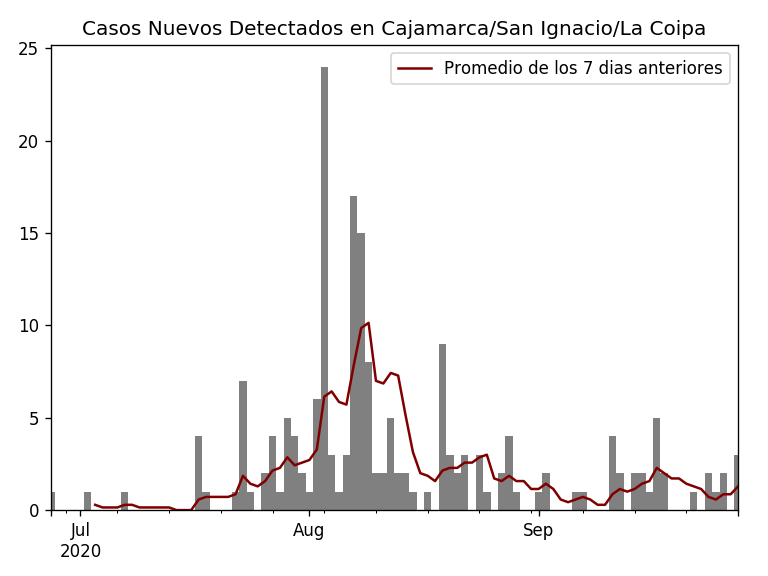 Casos Nuevos Detectados en Cajamarca/San Ignacio/La Coipa
Promedio de los 7 dias anteriores
25
20
15
10
5
0
Jul
2020
Aug
Sep